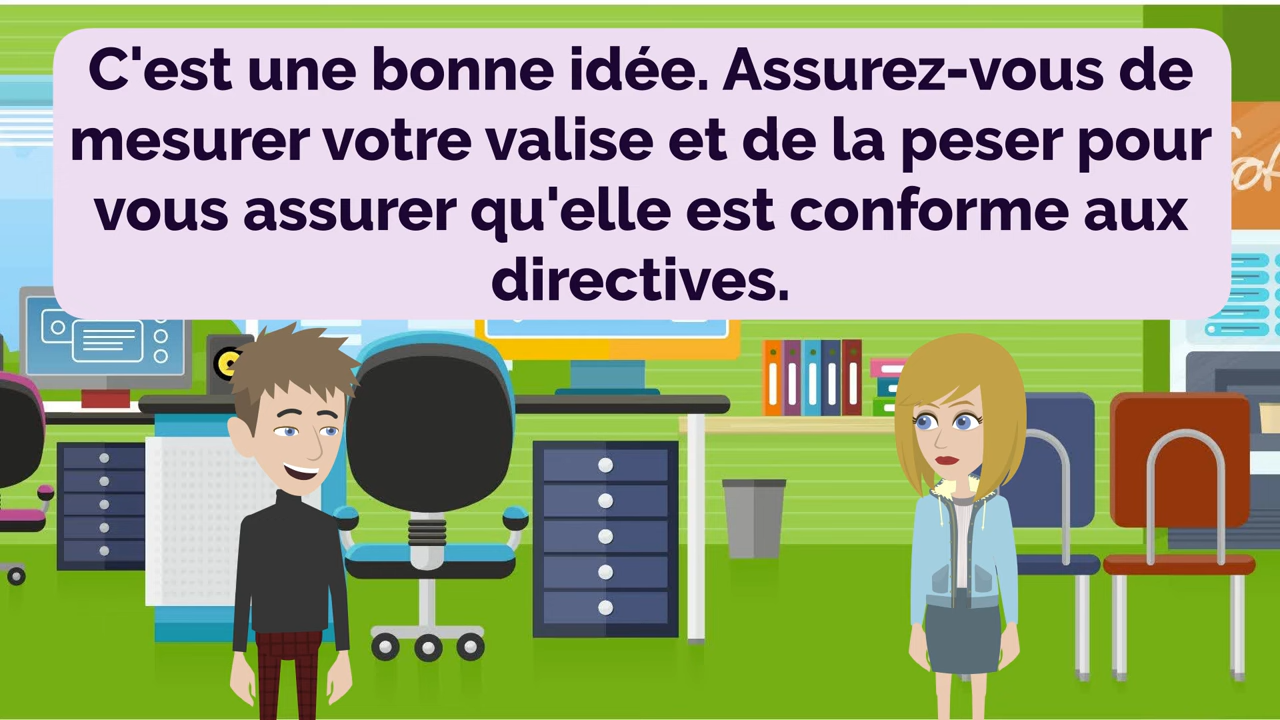 C'est une bonne idée. Assurez-vous de
mesurer votre valise et de la peser pour
vous assurer qu'elle est conforme aux
directives.